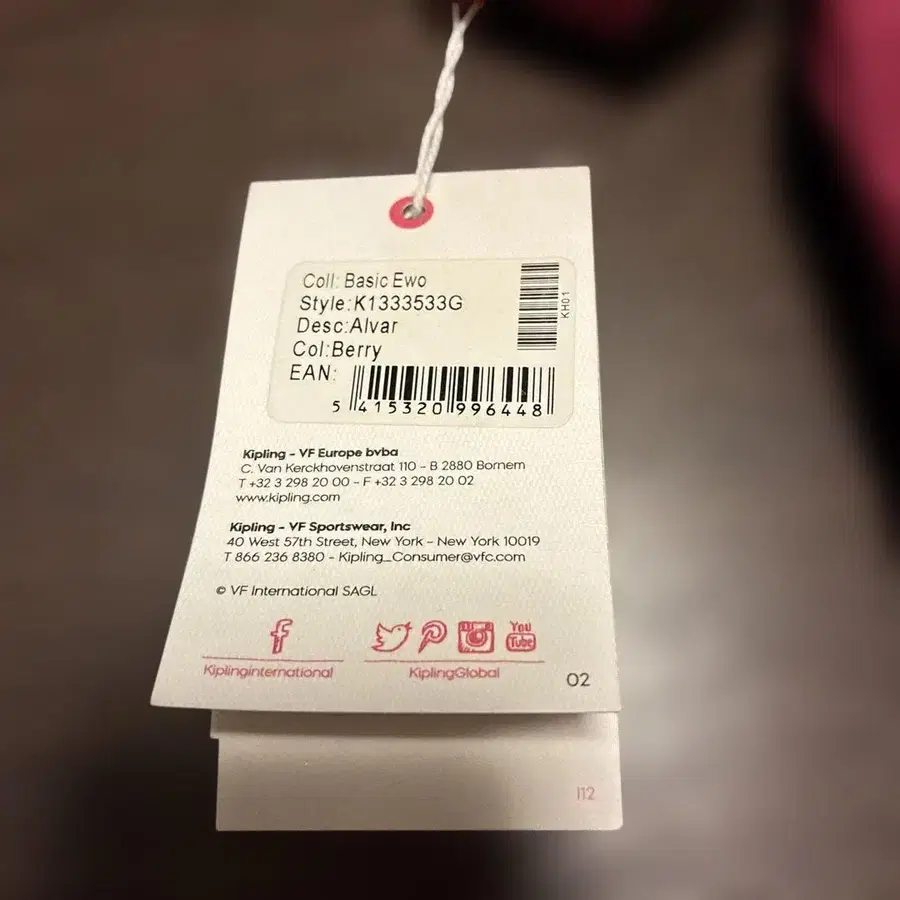 Coll: Basic Ewo
Style:K1333533G
Desc:Alvar
Col:Berry
EAN:
5 415320 996448
KH01
Kipling - VF Europe bvba
C. Van Kerckhovenstraat 110 - B 2880 Bornem
T +32 3 298 20 00 - F +32 3 298 20 02
www.kipling.com
Kipling - VF Sportswear, Inc
40 West 57th Street, New York - New York 10019
T 866 236 8380 - Kipling_Consumer@vfc.com
© VF International SAGL
You
Tube
Kiplinginternational
KiplingGlobal
02
I12